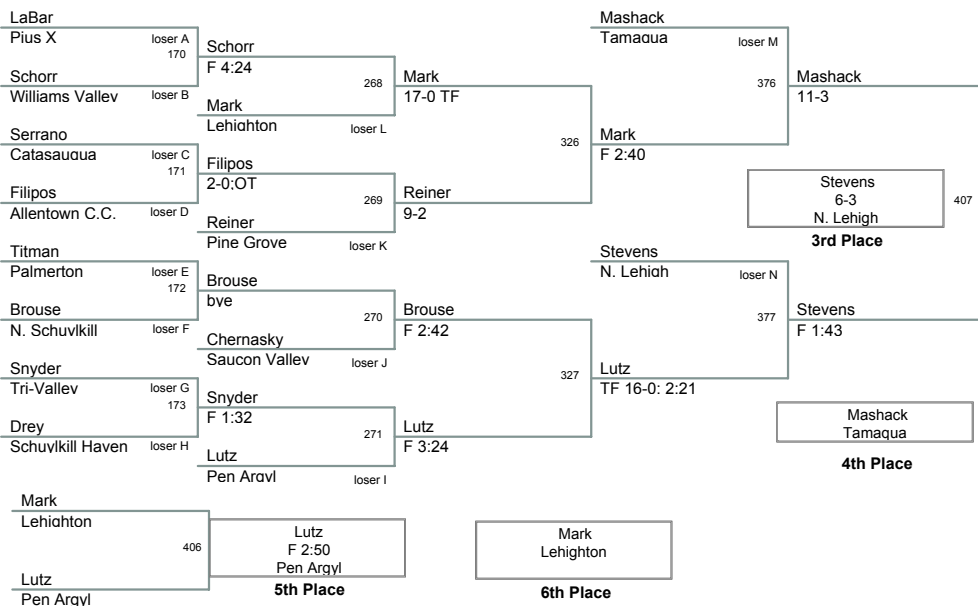 LaBar
Pius X
loser A
170
Schorr
Williams Valley
loser B
Schorr
F 4:24
268
Mark
Lehighton
loser L
Serrano
Catasauqua
loser C
171
Filipos
Allentown C.C.
loser D
Filipos
2-0:OT
269
Reiner
Pine Grove
loser K
Titman
Palmerton
loser E
172
Brouse
N. Schuylkill
loser F
Brouse
bye
270
Chernasky
Saucon Valley
loser J
Snyder
Tri-Valley
loser G
173
Drey
Schuylkill Haven
loser H
Snyder
F 1:32
271
Lutz
Pen Argyl
loser I
Mark
17-0 TF
326
Reiner
9-2
Brouse
F 2:42
327
Lutz
F 3:24
Mashack
Tamaqua
loser M
376
Mark
F 2:40
Mashack
11-3
Stevens
6-3
N. Lehigh
407
3rd Place
Stevens
N. Lehigh
loser N
377
Lutz
TF 16-0: 2:21
Stevens
F 1:43
Mashack
Tamaqua
4th Place
Mark
Lehighton
406
Lutz
Pen Argyl
Lutz
F 2:50
Pen Argyl
5th Place
Mark
Lehighton
6th Place